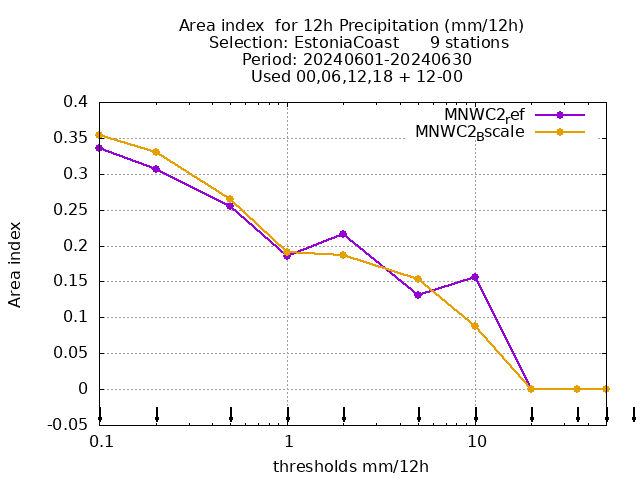 Area index  for 12h Precipitation (mm/12h)
Selection: EstoniaCoast      9 stations
Period: 20240601-20240630
Used 00,06,12,18 + 12-00
MNWC2ref
MNWC2Bscale
Area index
0.4
0.35
0.3
0.25
0.2
0.15
0.1
0.05
0
-0.05
0.1
1
10
thresholds mm/12h